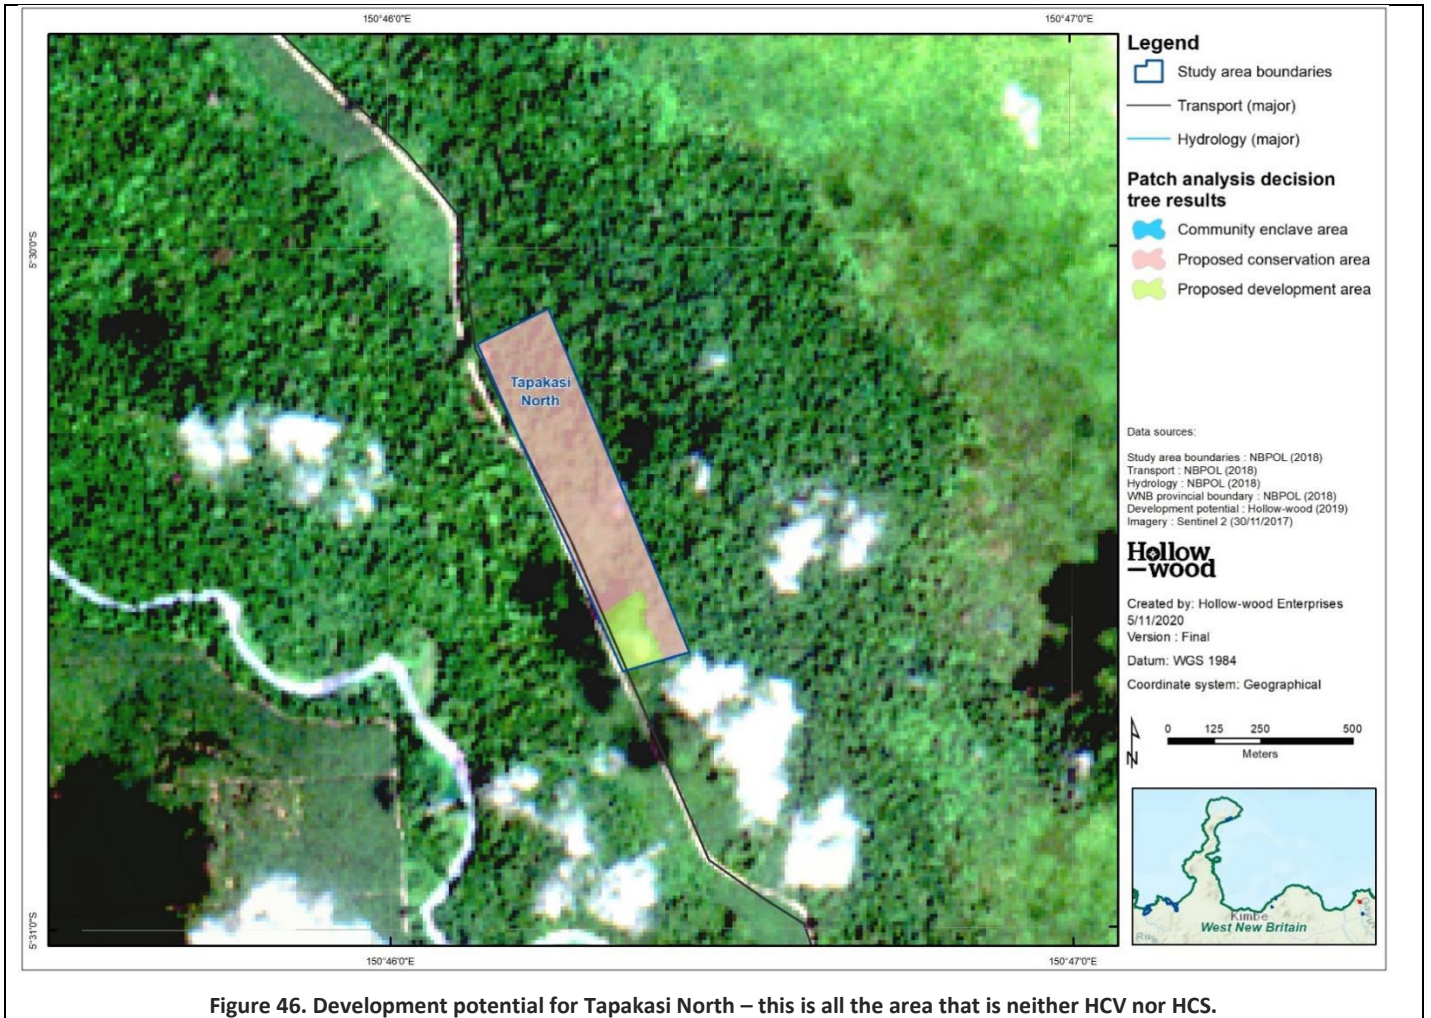 150°46'0"E
150°47'0"E
5°30'0"S
5°31'0"S
Tapakasi
North
150°46'0"E
150°47'0"E
Legend
Study area boundaries
Transport (major)
Hydrology (major)
Patch analysis decision
tree results
Community enclave area
Proposed conservation area
Proposed development area
Data sources:
Study area boundaries : NBPOL (2018)
Transport : NBPOL (2018)
Hydrology : NBPOL (2018)
WNB provincial boundary : NBPOL (2018)
Development potential : Hollow-wood (2019)
Imagery : Sentinel 2 (30/11/2017)
Hollow
—wood
Created by: Hollow-wood Enterprises
5/11/2020
Version : Final
Datum: WGS 1984
Coordinate system: Geographical
N
0 125 250 500
Meters
Kimbe
West New Britain
Figure 46. Development potential for Tapakasi North – this is all the area that is neither HCV nor HCS.